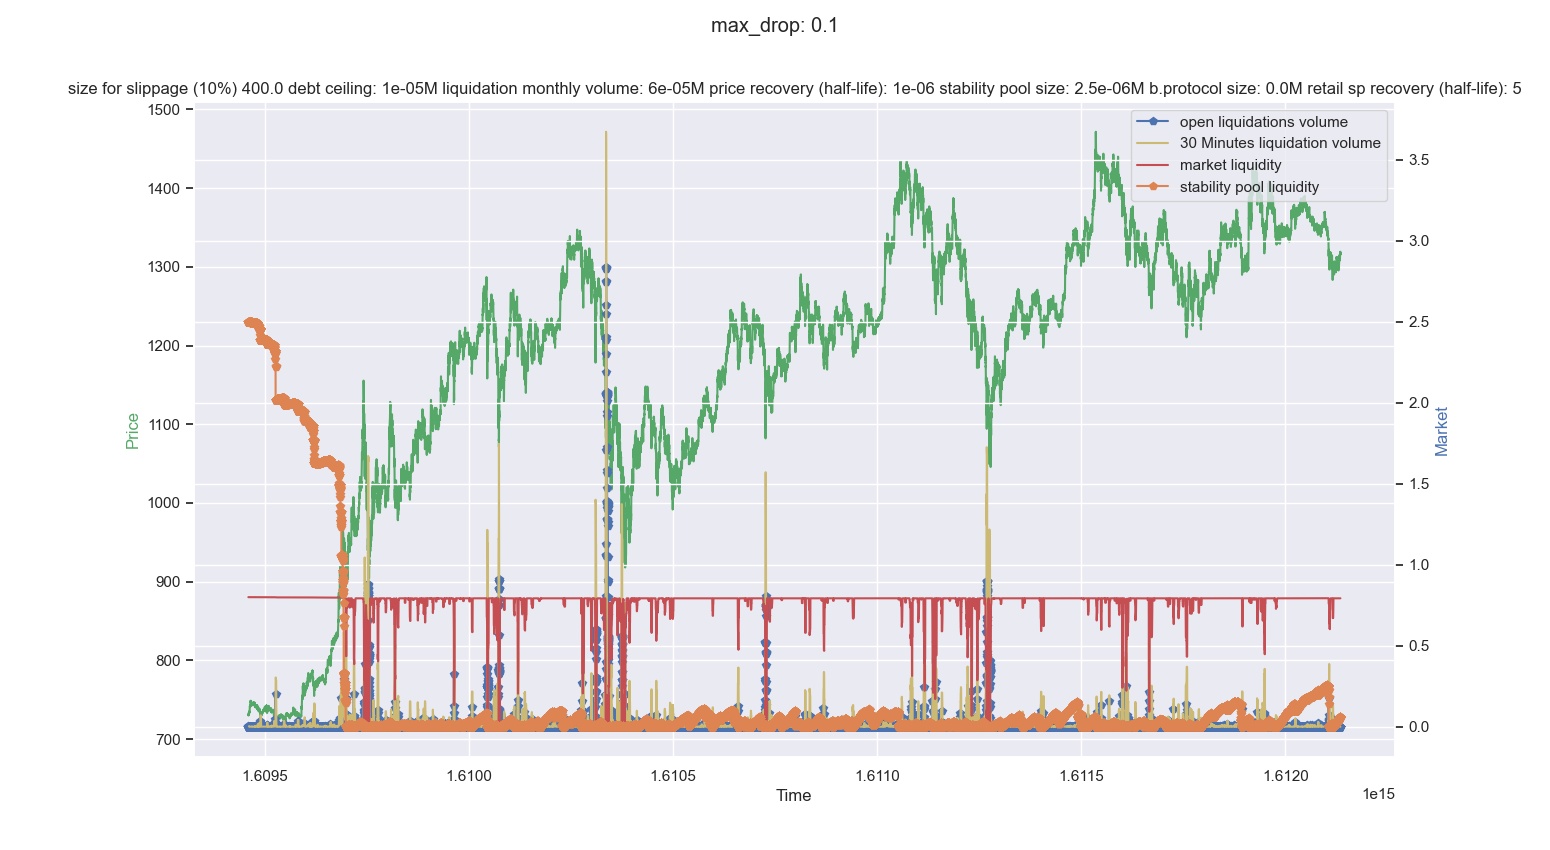 max_drop: 0.1
size for slippage (10%) 400.0 debt ceiling: 1e-05M liquidation monthly volume: 6e-05M price recovery (half-life): 1e-06 stability pool size: 2.5e-06M b.protocol size: 0.0M retail sp recovery (half-life): 5
open liquidations volume
30 Minutes liquidation volume
market liquidity
stability pool liquidity
1500
1400
1300
1200
1100
1000
900
800
700
Price
3.5
3.0
2.5
2.0
1.5
1.0
0.5
0.0
Market
1.6095 1.6100 1.6105 1.6110 1.6115 1.6120
Time
1e15